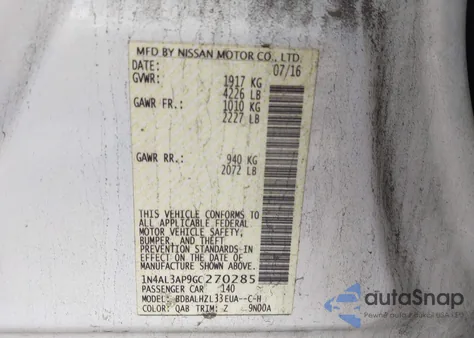 MFD BY NISSAN MOTOR CO., LTD.
DATE: 07/16
GVWR: 1917 KG
4226 LB
GAWR FR.: 1010 KG
2227 LB
GAWR RR.: 940 KG
2072 LB
THIS VEHICLE CONFORMS TO ALL
APPLICABLE FEDERAL
MOTOR VEHICLE SAFETY,
BUMPER, AND THEFT
PREVENTION STANDARDS IN
EFFECT ON THE DATE OF
MANUFACTURE SHOWN ABOVE.
1N4AL3AP9GC270285
PASSENGER CAR 140
MODEL: BDBALHZL33EUA--C-H
COLOR: QAB TRIM: Z 9N00A
autoSnap